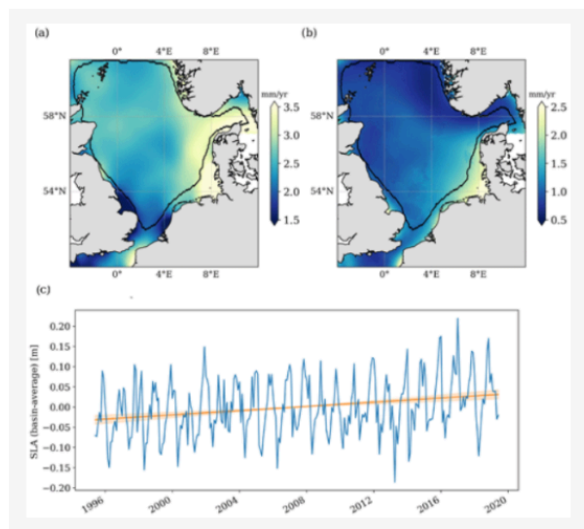 (a)
(b)
0° 4°E 8°E
0° 4°E 8°E
mm/yr
mm/yr
58°N
54°N
3.5
3.0
2.5
2.0
1.5
58°N
54°N
2.5
2.0
1.5
1.0
0.5
0° 4°E 8°E
0° 4°E 8°E
(c)
SLA (basin-average) [m]
0.20
0.15
0.10
0.05
0.00
−0.05
−0.10
−0.15
−0.20
1996 2000 2004 2008 2012 2016 2020